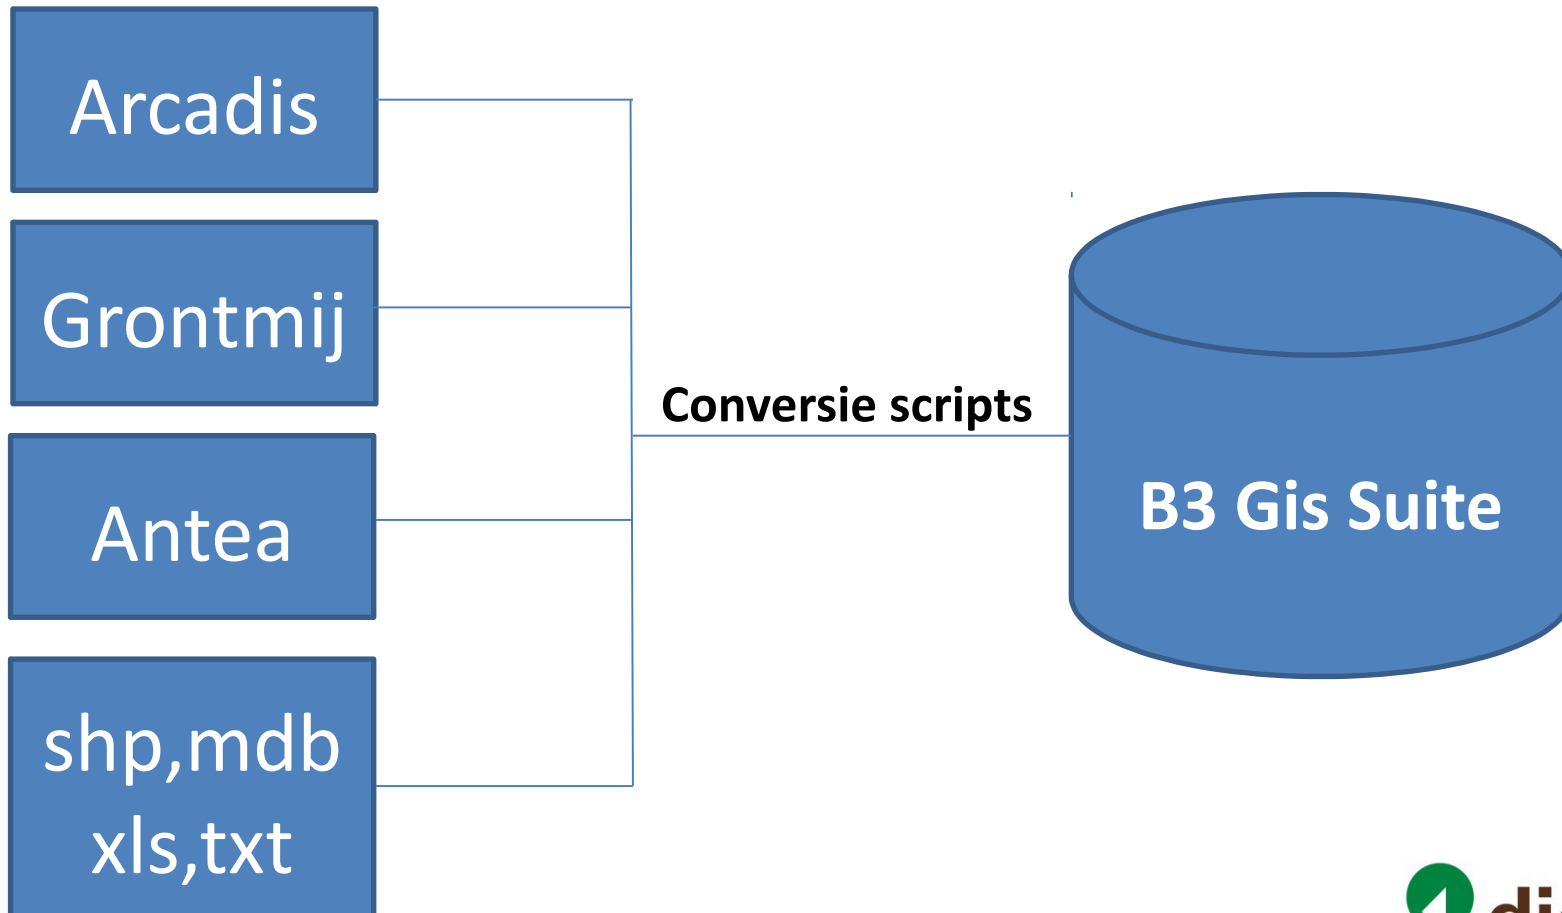 Arcadis
Grontmij
Antea
shp,mdb
xls,txt
Conversie scripts
B3 Gis Suite